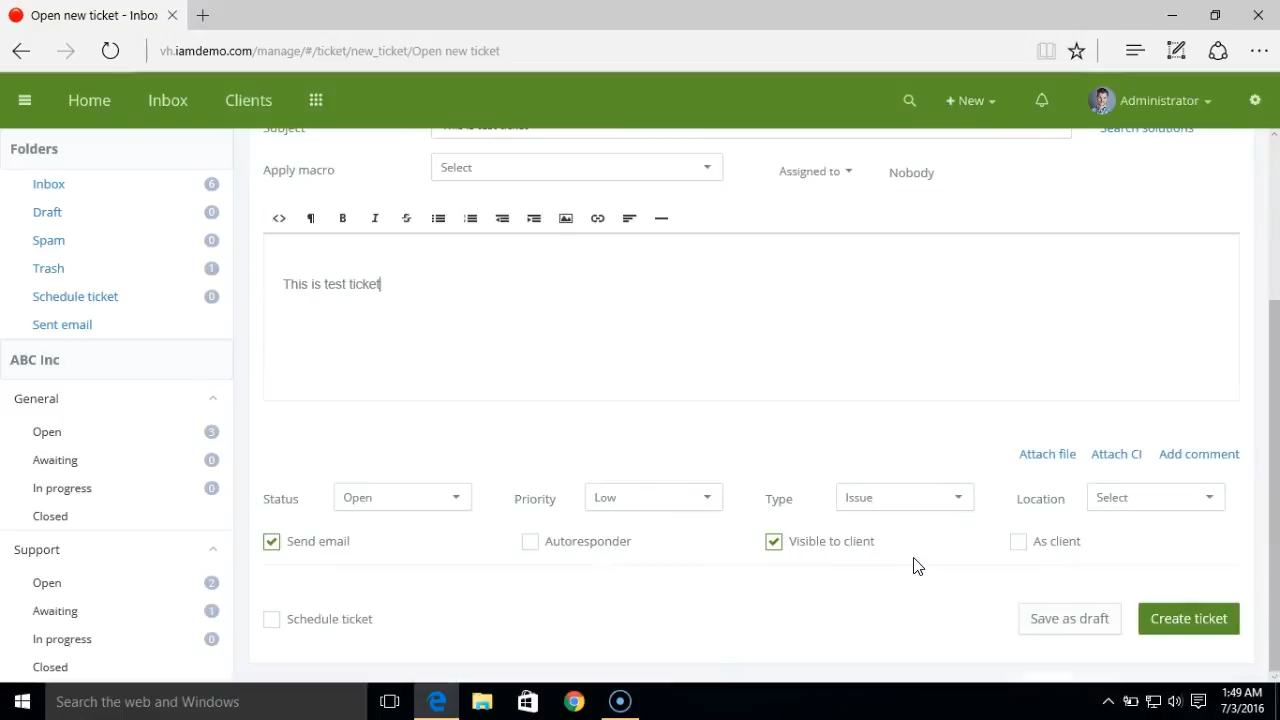 Open new ticket - Inbox
vh.iamdemo.com/manage/#/ticket/new_ticket/Open new ticket
Home Inbox Clients + New Administrator
Folders
Inbox 6
Draft 0
Spam 0
Trash 1
Schedule ticket 0
Sent email
ABC Inc
General
Open 3
Awaiting 0
In progress 0
Closed
Support
Open 2
Awaiting 1
In progress 0
Closed
Subject This is test ticket Search solutions
Apply macro Select Assigned to Nobody
This is test ticket
Attach file Attach CI Add comment
Status Open Priority Low Type Issue Location Select
Send email Autoresponder Visible to client As client
Schedule ticket Save as draft Create ticket
Search the web and Windows
1:49 AM
7/3/2016